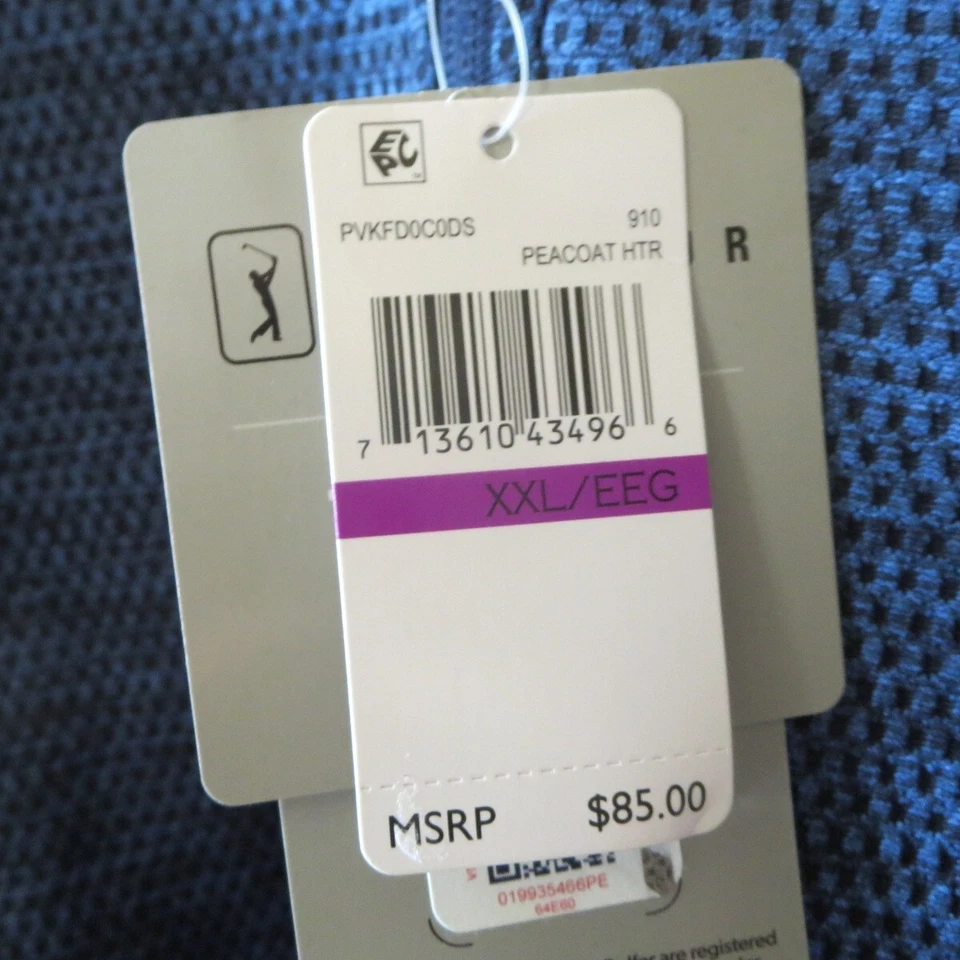 EPC
PVKFD0C0DS
910
PEACOAT HTR
R
7 13610 43496 6
XXL/EEG
MSRP $85.00
019935466PE
64E60
are registered